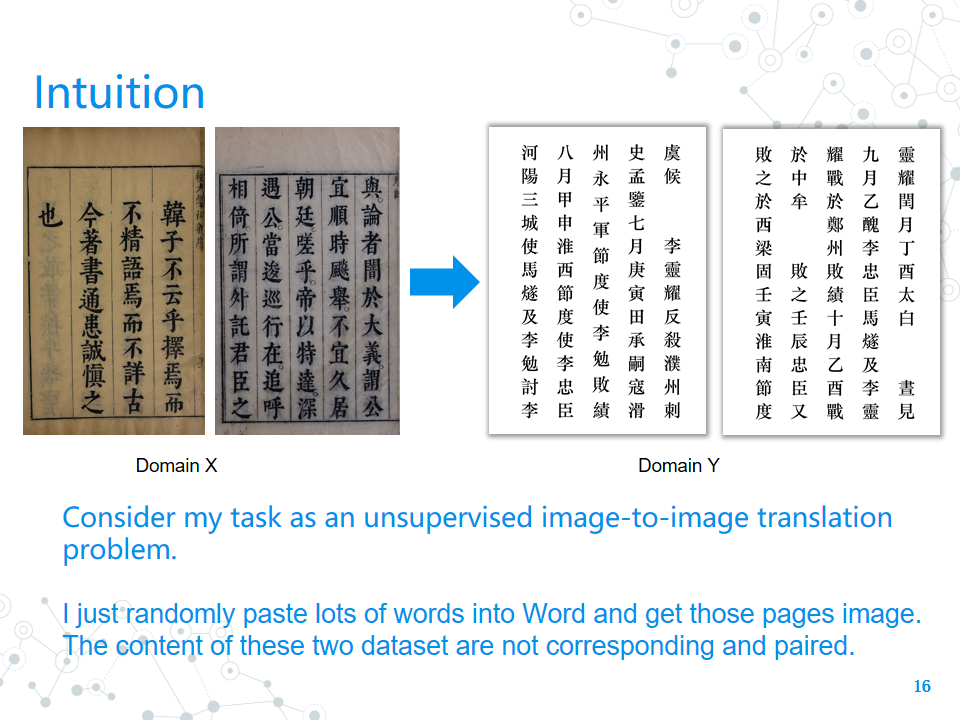 Intuition
韓子不云乎擇焉而
不精語焉而不詳古
今著書通患誠愼之
也
與。論者闇於大義。謂公
宜順時颺舉。不宜久居
朝廷。嗟乎。帝以特達。深
遇公。當逡巡行在。追呼
相倚。所謂外託君臣之
虞候 李靈耀反殺濮州刺
史孟鑒七月庚寅田承嗣寇滑
州永平軍節度使李勉敗績
八月甲申淮西節度使李忠臣
河陽三城使馬燧及李勉討李
靈耀閏月丁酉太白 晝見
九月乙醜李忠臣馬燧及李靈
耀戰於鄭州敗績十月乙酉戰
於中牟 敗之壬辰忠臣又
敗之於西梁固壬寅淮南節度
Domain X
Domain Y
Consider my task as an unsupervised image-to-image translation
problem.
I just randomly paste lots of words into Word and get those pages image.
The content of these two dataset are not corresponding and paired.
16